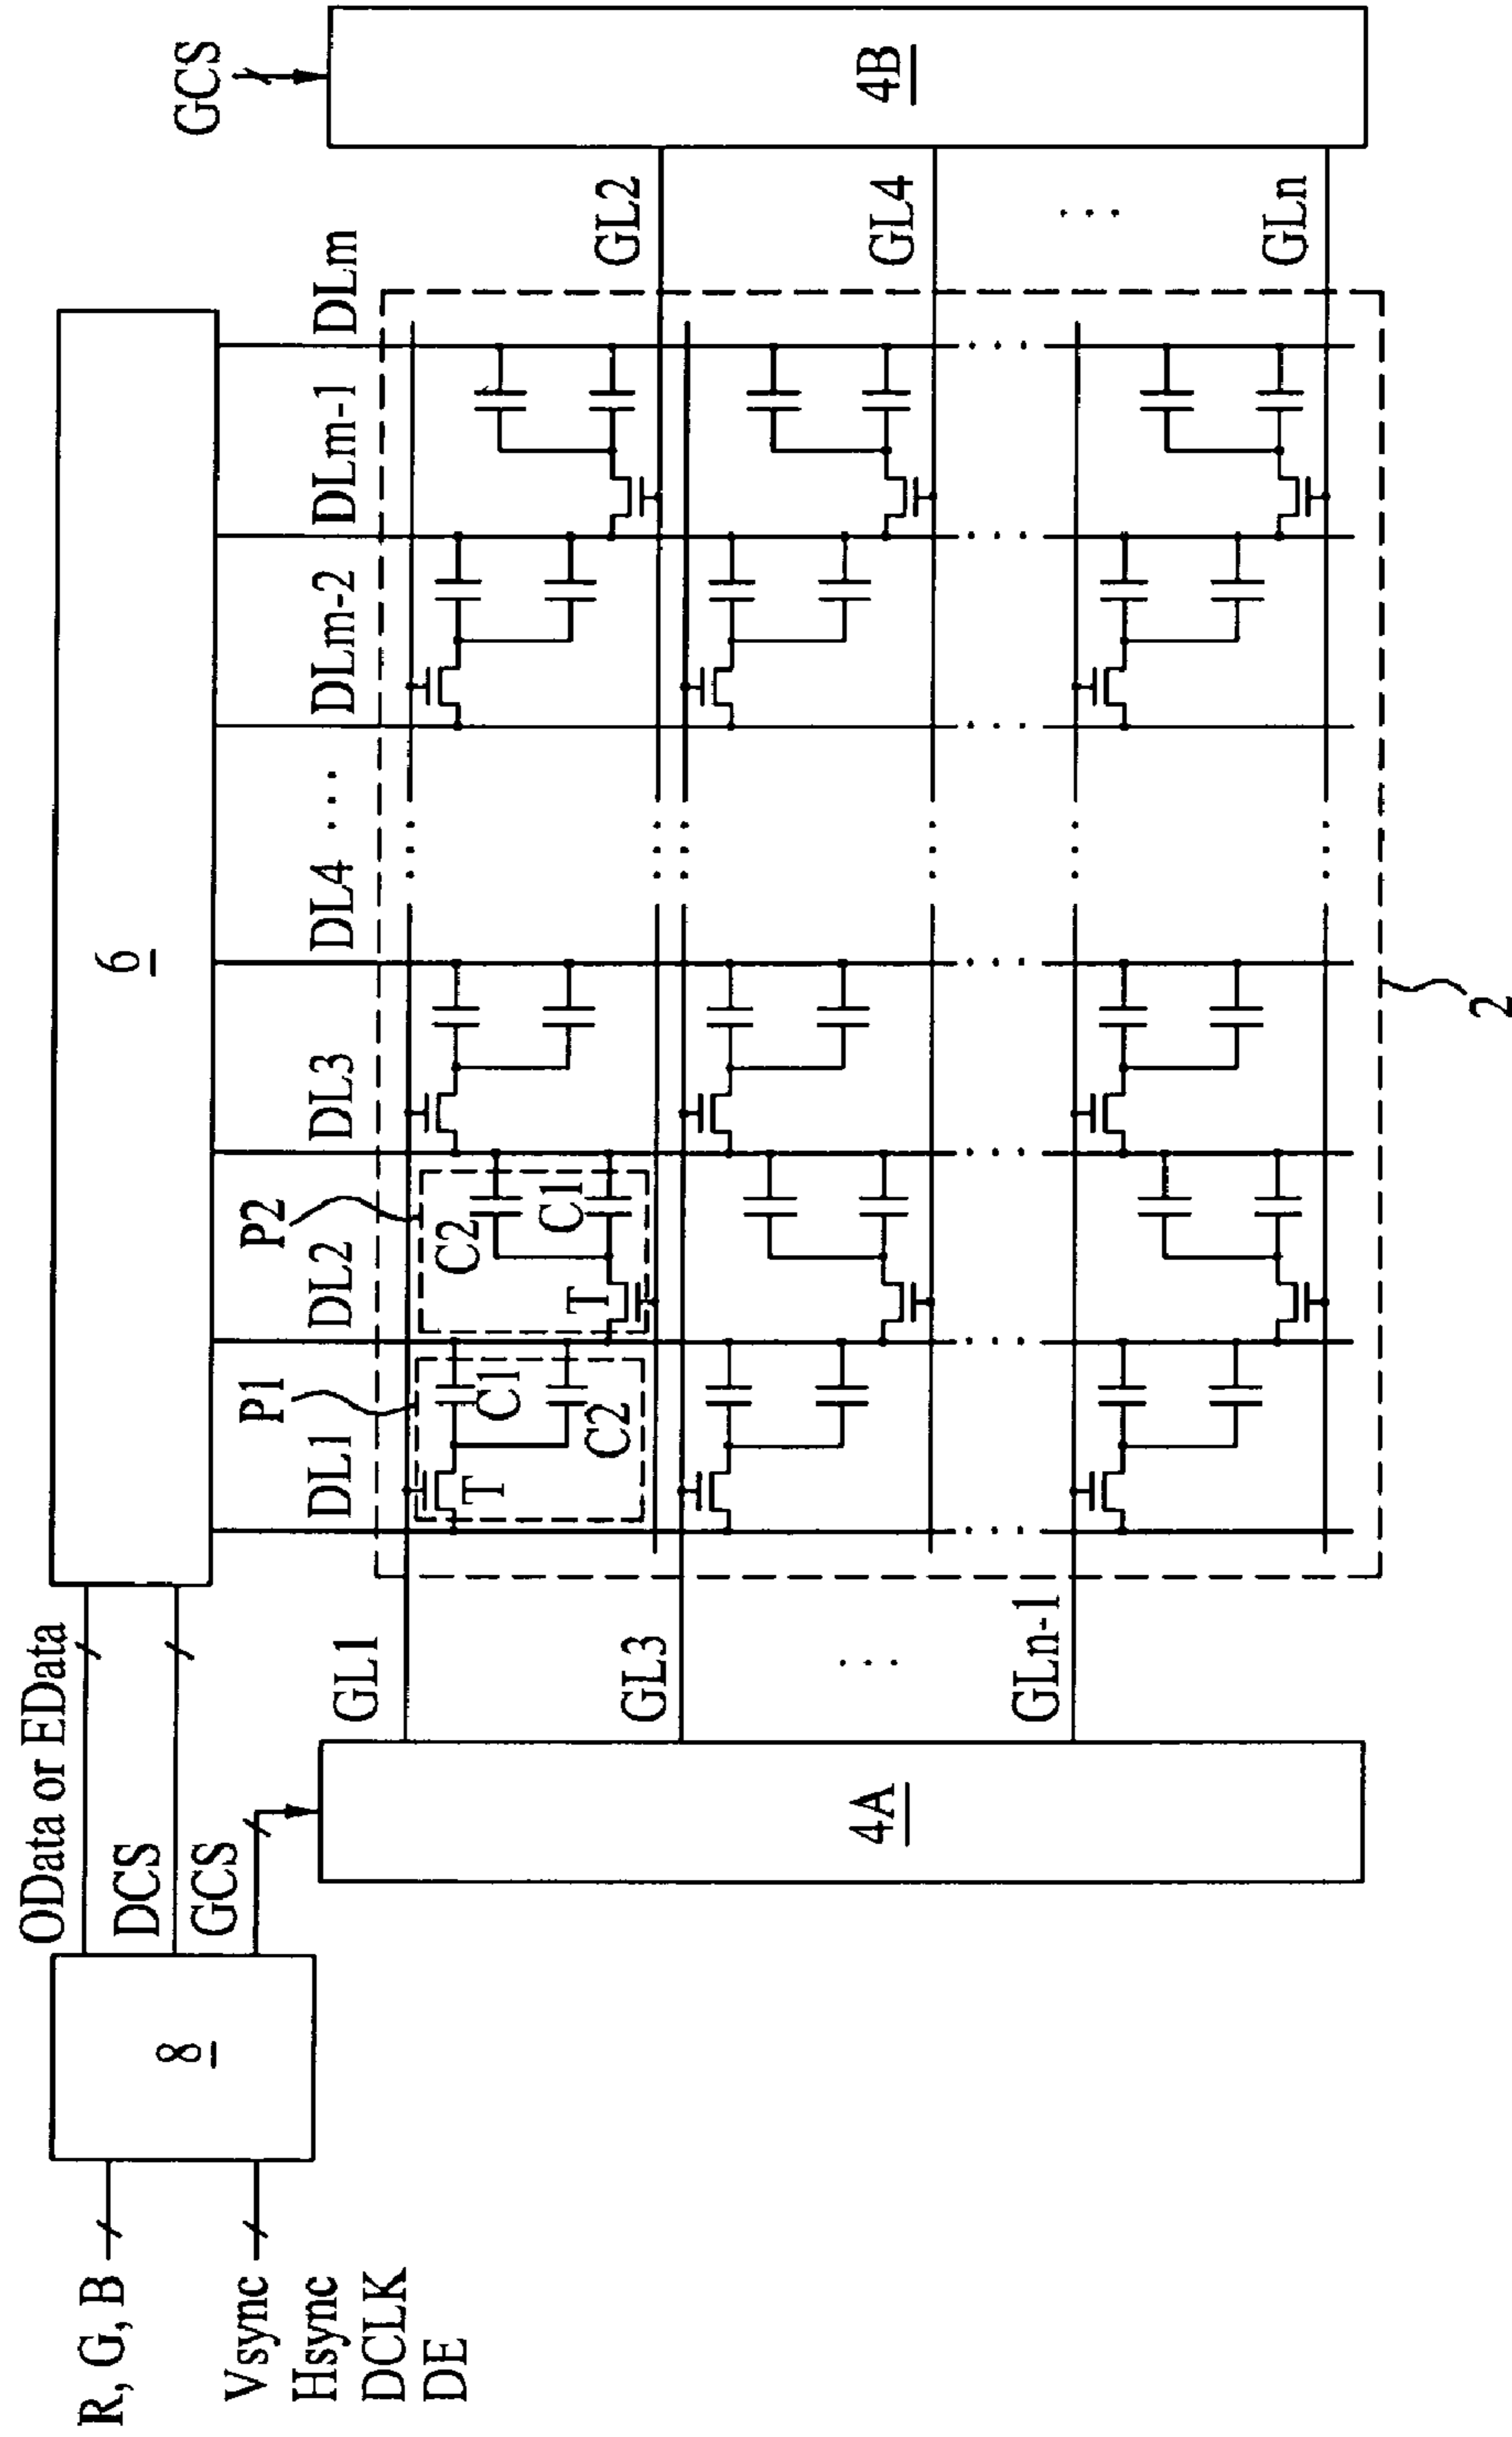 R, G, B
Vsync
Hsync
DCLK
DE
8
OData or EData
DCS
GCS
6
GCS
4A
4B
DL1
DL2
DL3
DL4
...
DLm-2
DLm-1
DLm
P1
P2
GL1
GL3
...
GLn-1
GL2
GL4
...
GLn
T
C1
C2
T
C2
C1
2